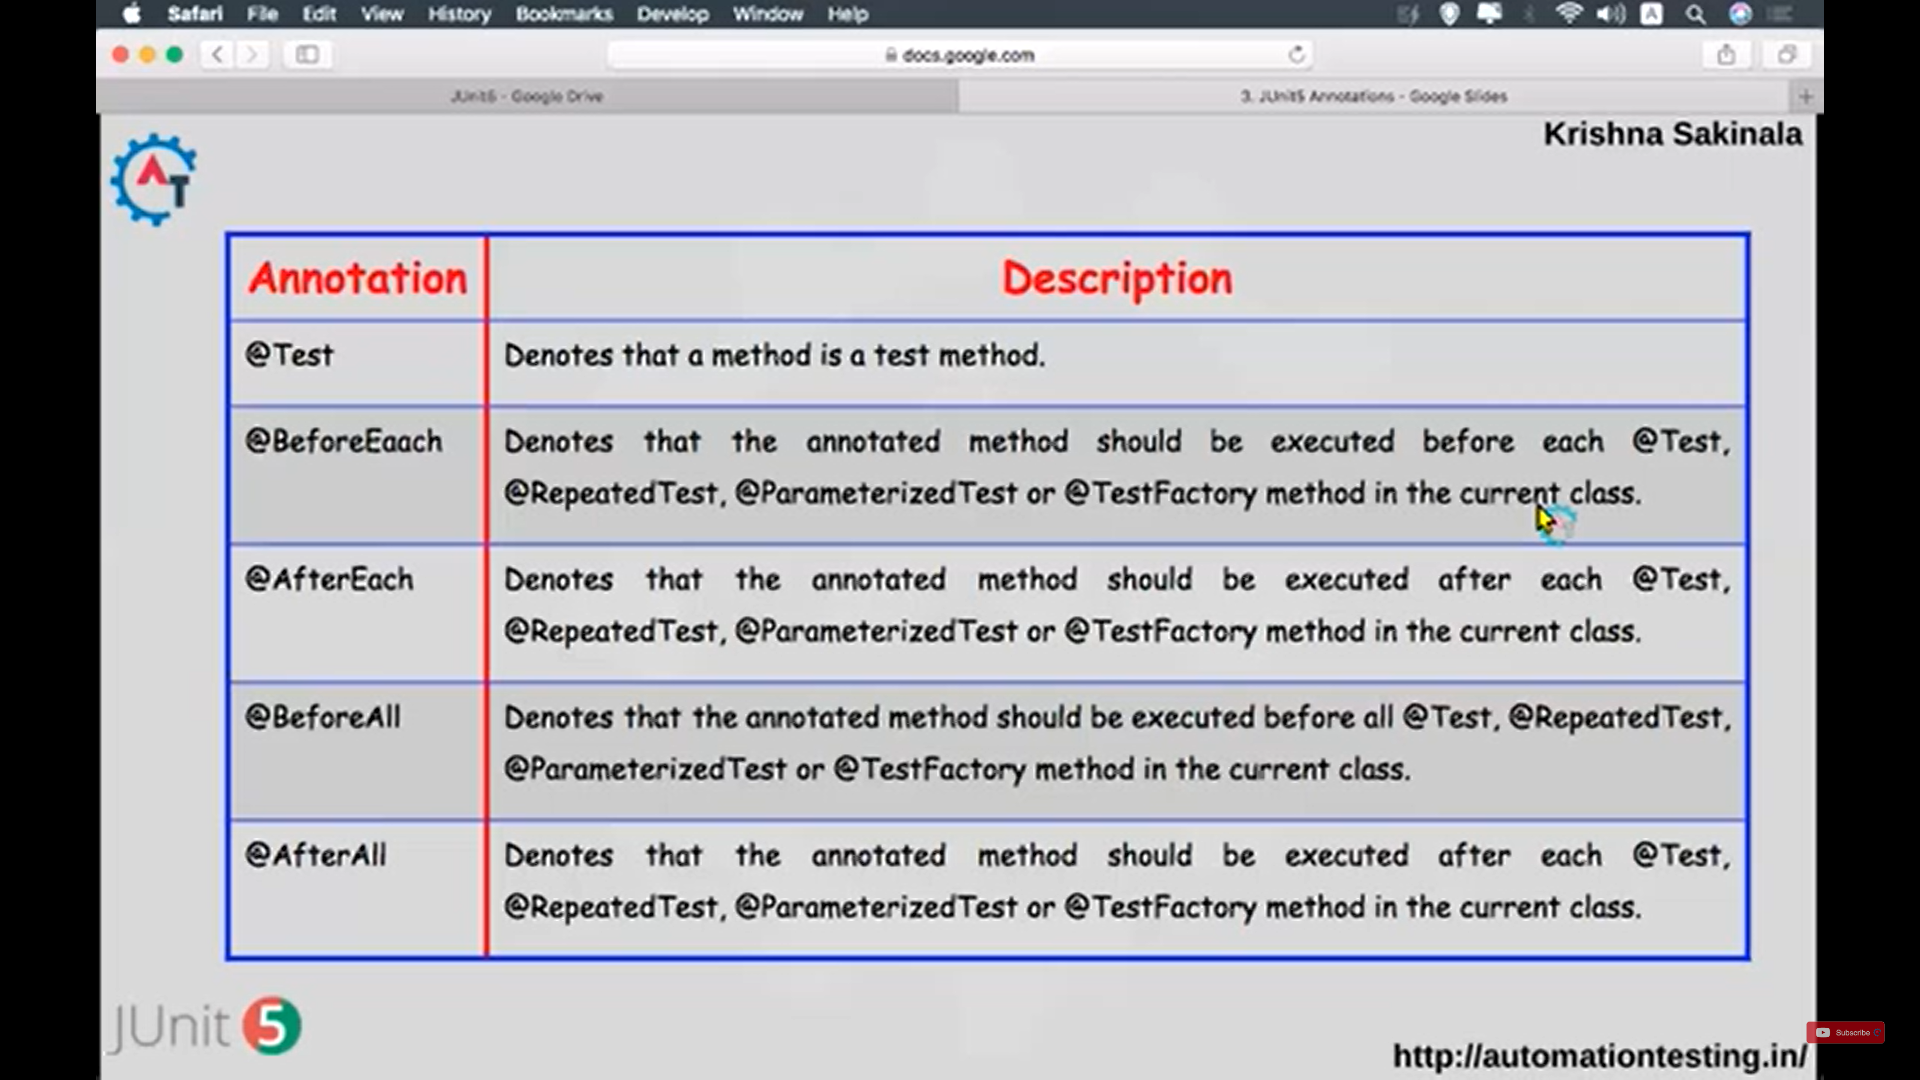 Safari File Edit View History Bookmarks Develop Window Help
A
docs.google.com
JUnit5 - Google Drive
3. JUnit5 Annotations - Google Slides
Krishna Sakinala
AT
Annotation Description
@Test Denotes that a method is a test method.
@BeforeEaach Denotes that the annotated method should be executed before each @Test,
@RepeatedTest, @ParameterizedTest or @TestFactory method in the current class.
@AfterEach Denotes that the annotated method should be executed after each @Test,
@RepeatedTest, @ParameterizedTest or @TestFactory method in the current class.
@BeforeAll Denotes that the annotated method should be executed before all @Test, @RepeatedTest,
@ParameterizedTest or @TestFactory method in the current class.
@AfterAll Denotes that the annotated method should be executed after each @Test,
@RepeatedTest, @ParameterizedTest or @TestFactory method in the current class.
JUnit 5
Subscribe
http://automationtesting.in/